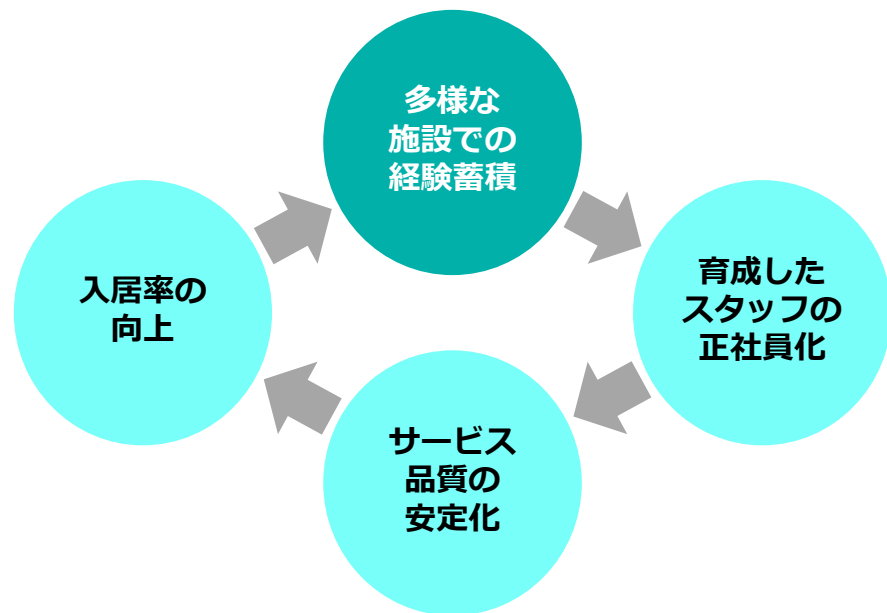 多様な
施設での
経験蓄積
育成した
スタッフの
正社員化
サービス
品質の
安定化
入居率の
向上